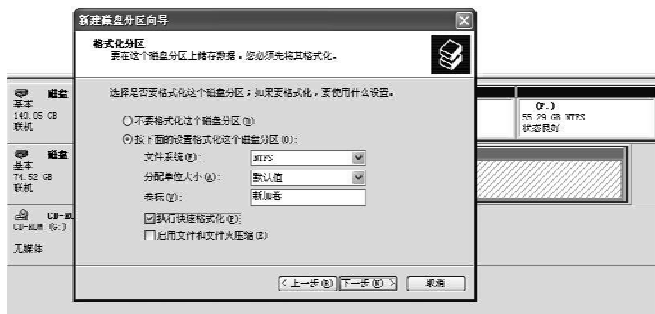 新建磁盘分区向导
格式化分区
要在这个磁盘分区上储存数据，您必须先将其格式化。
选择是否要格式化这个磁盘分区；如果要格式化，要使用什么设置。
不要格式化这个磁盘分区(D)
按下面的设置格式化这个磁盘分区(O):
文件系统(F): NTFS
分配单位大小(A): 默认值
卷标(V): 新加卷
执行快速格式化(P)
启用文件和文件夹压缩(E)
<上一步(B) 下一步(N)> 取消
磁盘
基本
140.05 GB
联机
(F:)
55.29 GB NTFS
状态良好
磁盘
基本
74.52 GB
联机
CD-ROM (G:)
无媒体